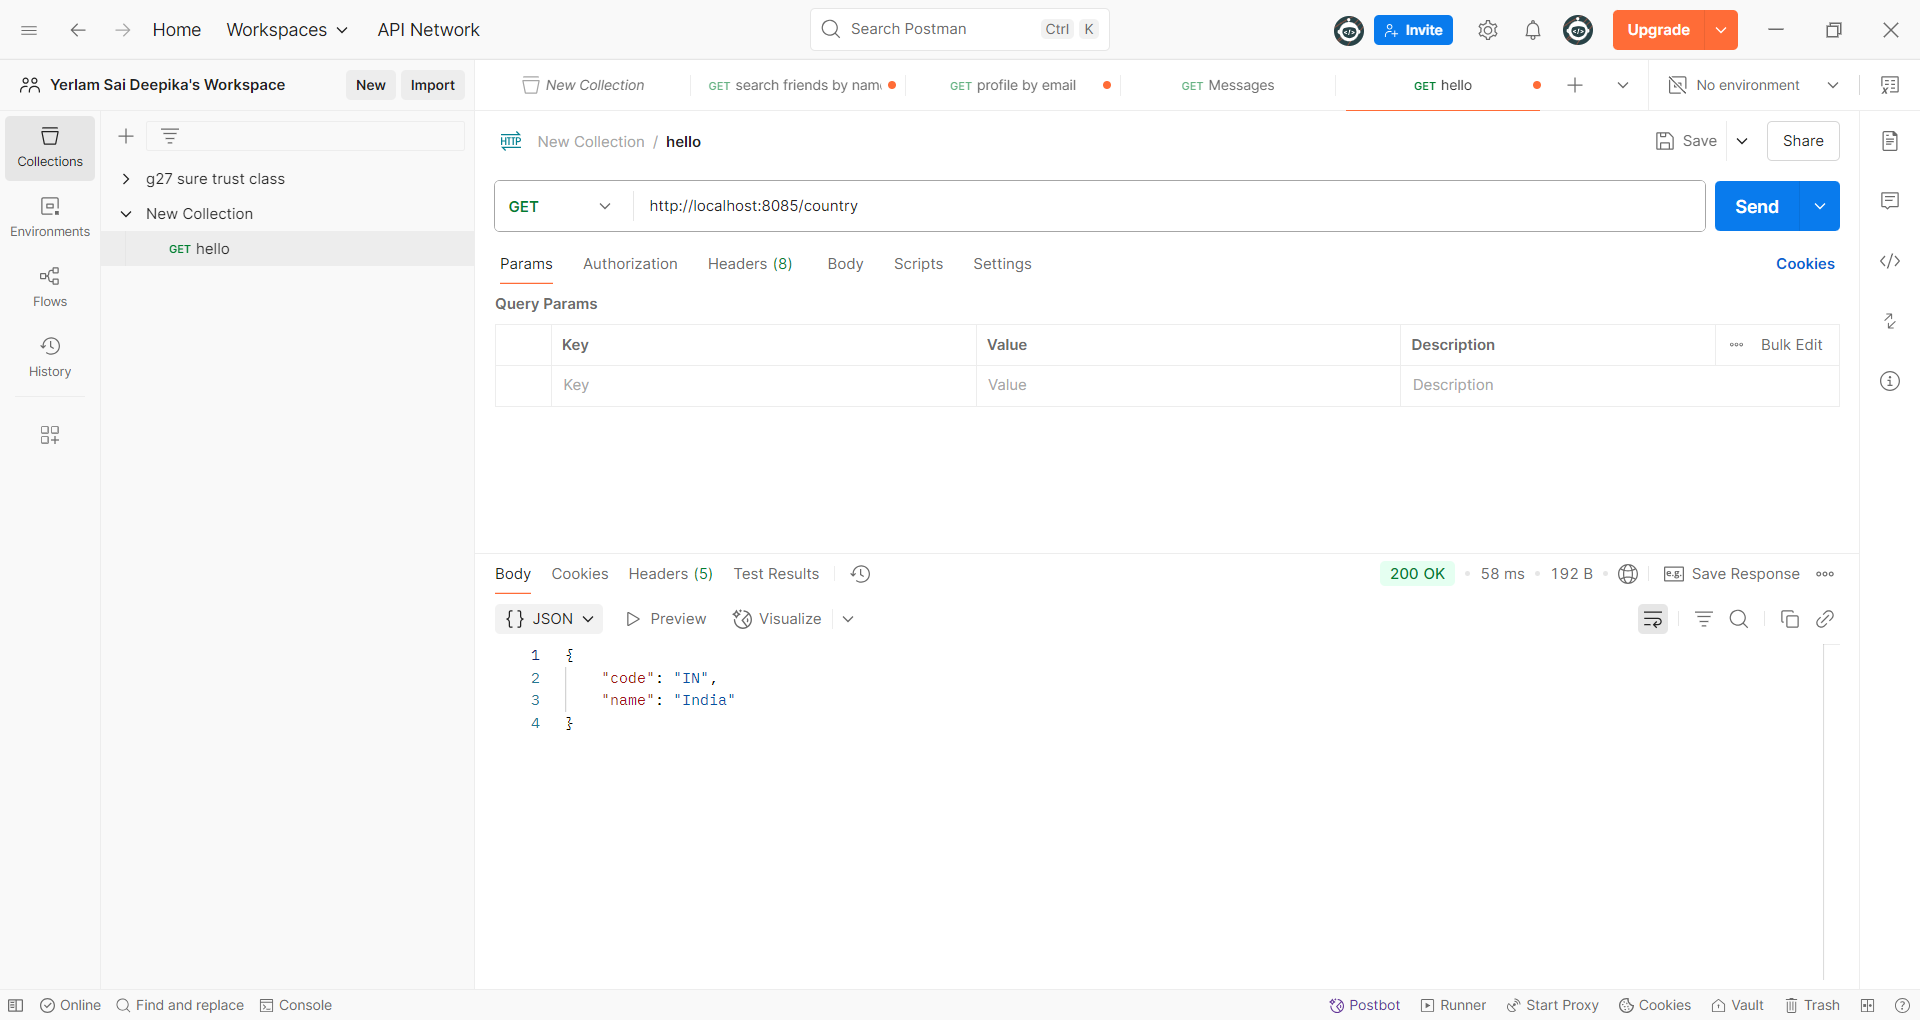 Home Workspaces API Network Search Postman Ctrl K Invite Upgrade
Yerlam Sai Deepika's Workspace New Import New Collection GET search friends by nam GET profile by email GET Messages GET hello No environment
Collections
Environments
Flows
History
g27 sure trust class
New Collection
GET hello
HTTP New Collection / hello Save Share
GET http://localhost:8085/country Send
Params Authorization Headers (8) Body Scripts Settings Cookies
Query Params
Key Value Description Bulk Edit
Key Value Description
Body Cookies Headers (5) Test Results 200 OK 58 ms 192 B e.g. Save Response
{} JSON Preview Visualize
1 {
2 "code": "IN",
3 "name": "India"
4 }
Online Find and replace Console Postbot Runner Start Proxy Cookies Vault Trash